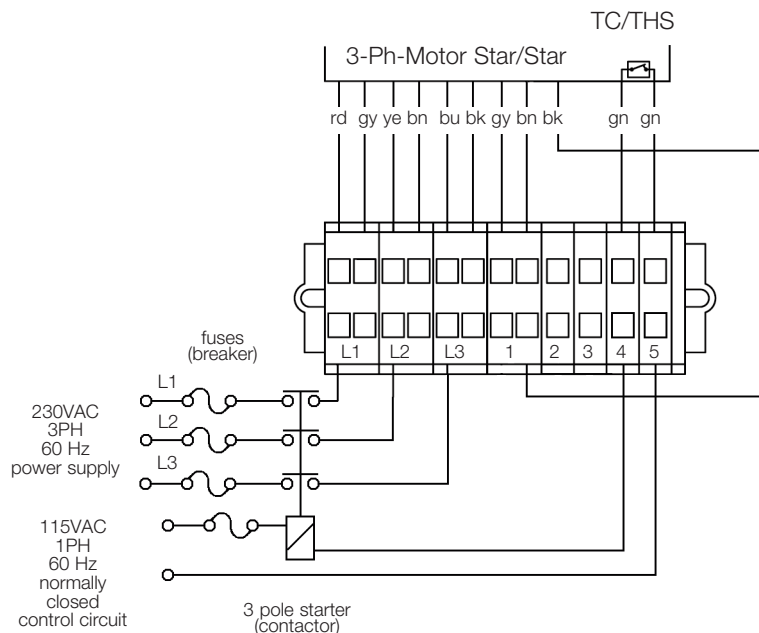 TC/THS
3-Ph-Motor Star/Star
rd gy ye bn bu bk gy bn bk gn gn
L1 L2 L3 1 2 3 4 5
fuses
(breaker)
L1
L2
L3
230VAC
3PH
60 Hz
power supply
115VAC
1PH
60 Hz
normally
closed
control circuit
3 pole starter
(contactor)